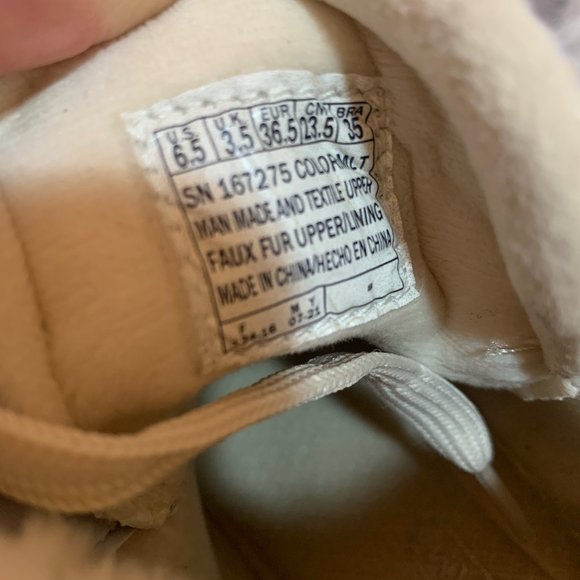 U.S. U.K. EUR CM BRA
6.5 3.5 36.5 23.5 35
SN 167275 COLOR MLT
MAN MADE AND TEXTILE UPPER
FAUX FUR UPPER/LINING
MADE IN CHINA/HECHO EN CHINA
F M Y
07-21